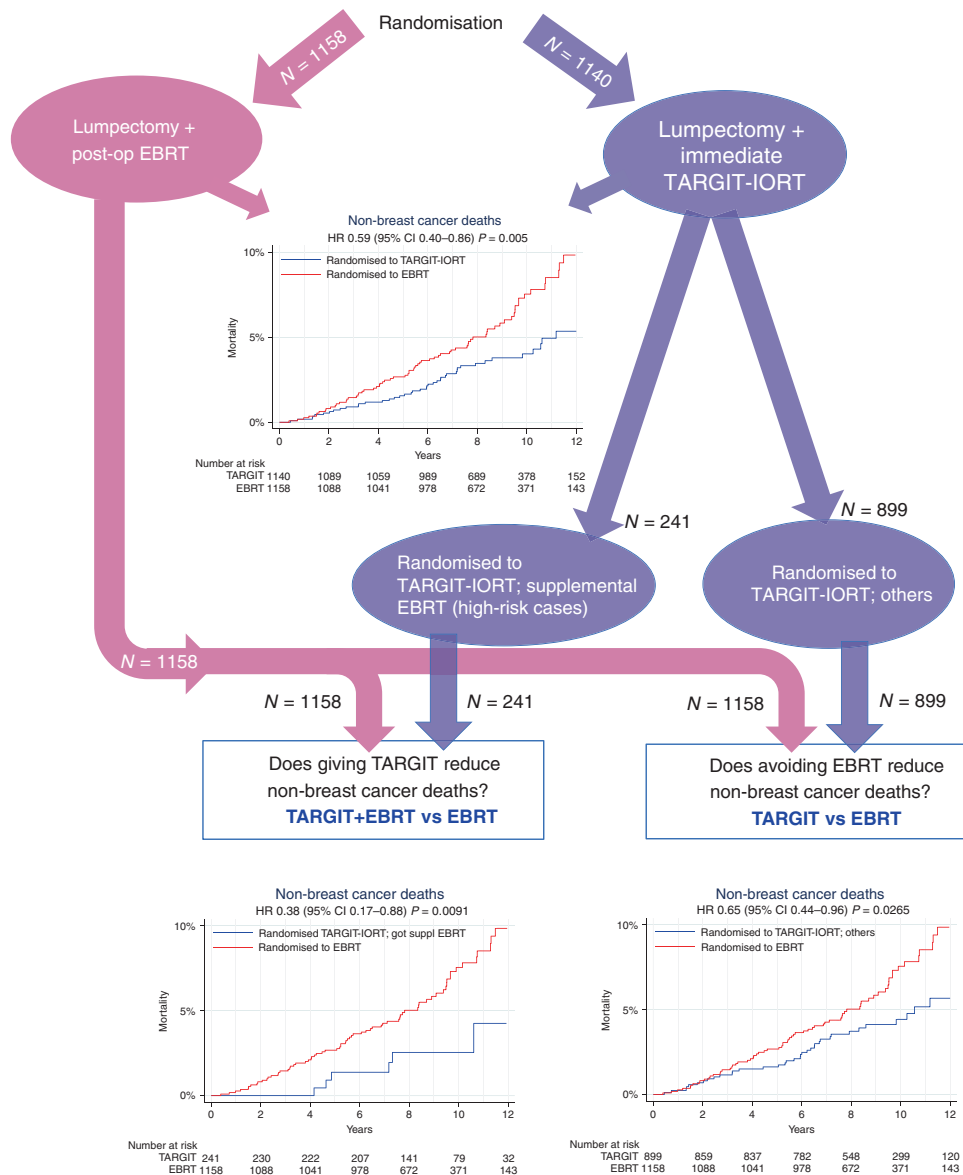 Randomisation
N = 1158
N = 1140
Lumpectomy +
post-op EBRT
Lumpectomy +
immediate
TARGIT-IORT
Non-breast cancer deaths
HR 0.59 (95% CI 0.40–0.86) P = 0.005
10%
Randomised to TARGIT-IORT
Randomised to EBRT
Mortality
5%
0%
0 2 4 6 8 10 12
Years
Number at risk
TARGIT 1140 1089 1059 989 689 378 152
EBRT 1158 1088 1041 978 672 371 143
N = 241
N = 899
Randomised to
TARGIT-IORT; supplemental
EBRT (high-risk cases)
Randomised to
TARGIT-IORT; others
N = 1158
N = 1158
N = 241
N = 1158
N = 899
Does giving TARGIT reduce
non-breast cancer deaths?
TARGIT+EBRT vs EBRT
Does avoiding EBRT reduce
non-breast cancer deaths?
TARGIT vs EBRT
Non-breast cancer deaths
HR 0.38 (95% CI 0.17–0.88) P = 0.0091
10%
Randomised TARGIT-IORT; got suppl EBRT
Randomised to EBRT
Mortality
5%
0%
0 2 4 6 8 10 12
Years
Number at risk
TARGIT 241 230 222 207 141 79 32
EBRT 1158 1088 1041 978 672 371 143
Non-breast cancer deaths
HR 0.65 (95% CI 0.44–0.96) P = 0.0265
10%
Randomised to TARGIT-IORT; others
Randomised to EBRT
Mortality
5%
0%
0 2 4 6 8 10 12
Years
Number at risk
TARGIT 899 859 837 782 548 299 120
EBRT 1158 1088 1041 978 672 371 143